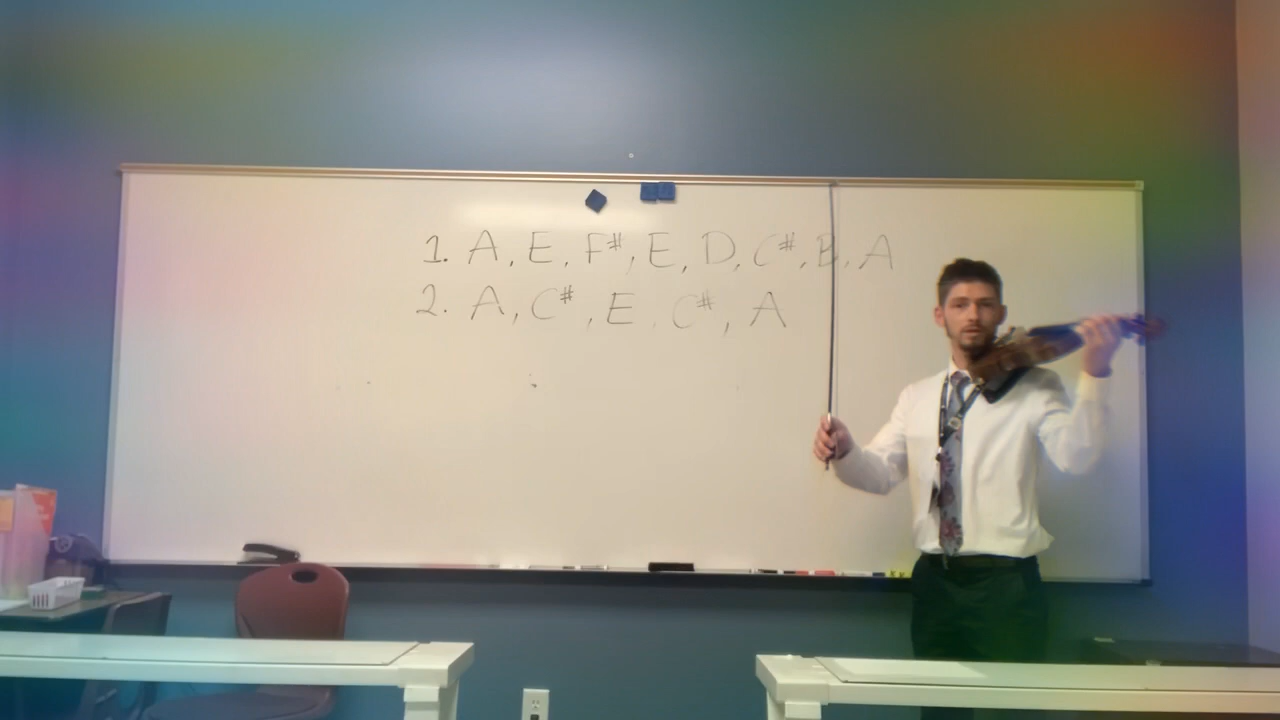 1. A, E, F#, E, D, C#, B, A
2. A, C#, E, C#, A